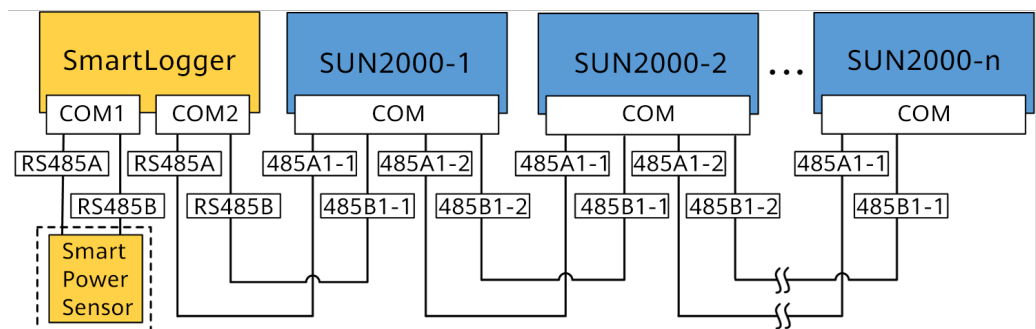 SmartLogger
SUN2000-1
SUN2000-2
...
SUN2000-n
COM1
COM2
COM
COM
COM
RS485A
RS485A
485A1-1
485A1-2
485A1-1
485A1-2
485A1-1
RS485B
RS485B
485B1-1
485B1-2
485B1-1
485B1-2
485B1-1
Smart
Power
Sensor